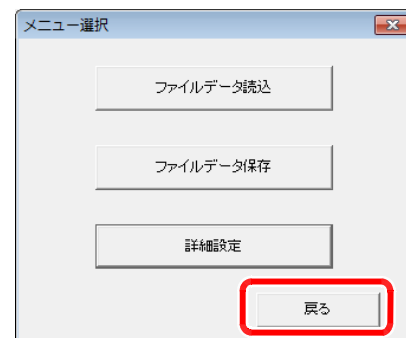 メニュー選択
ファイルデータ読込
ファイルデータ保存
詳細設定
戻る